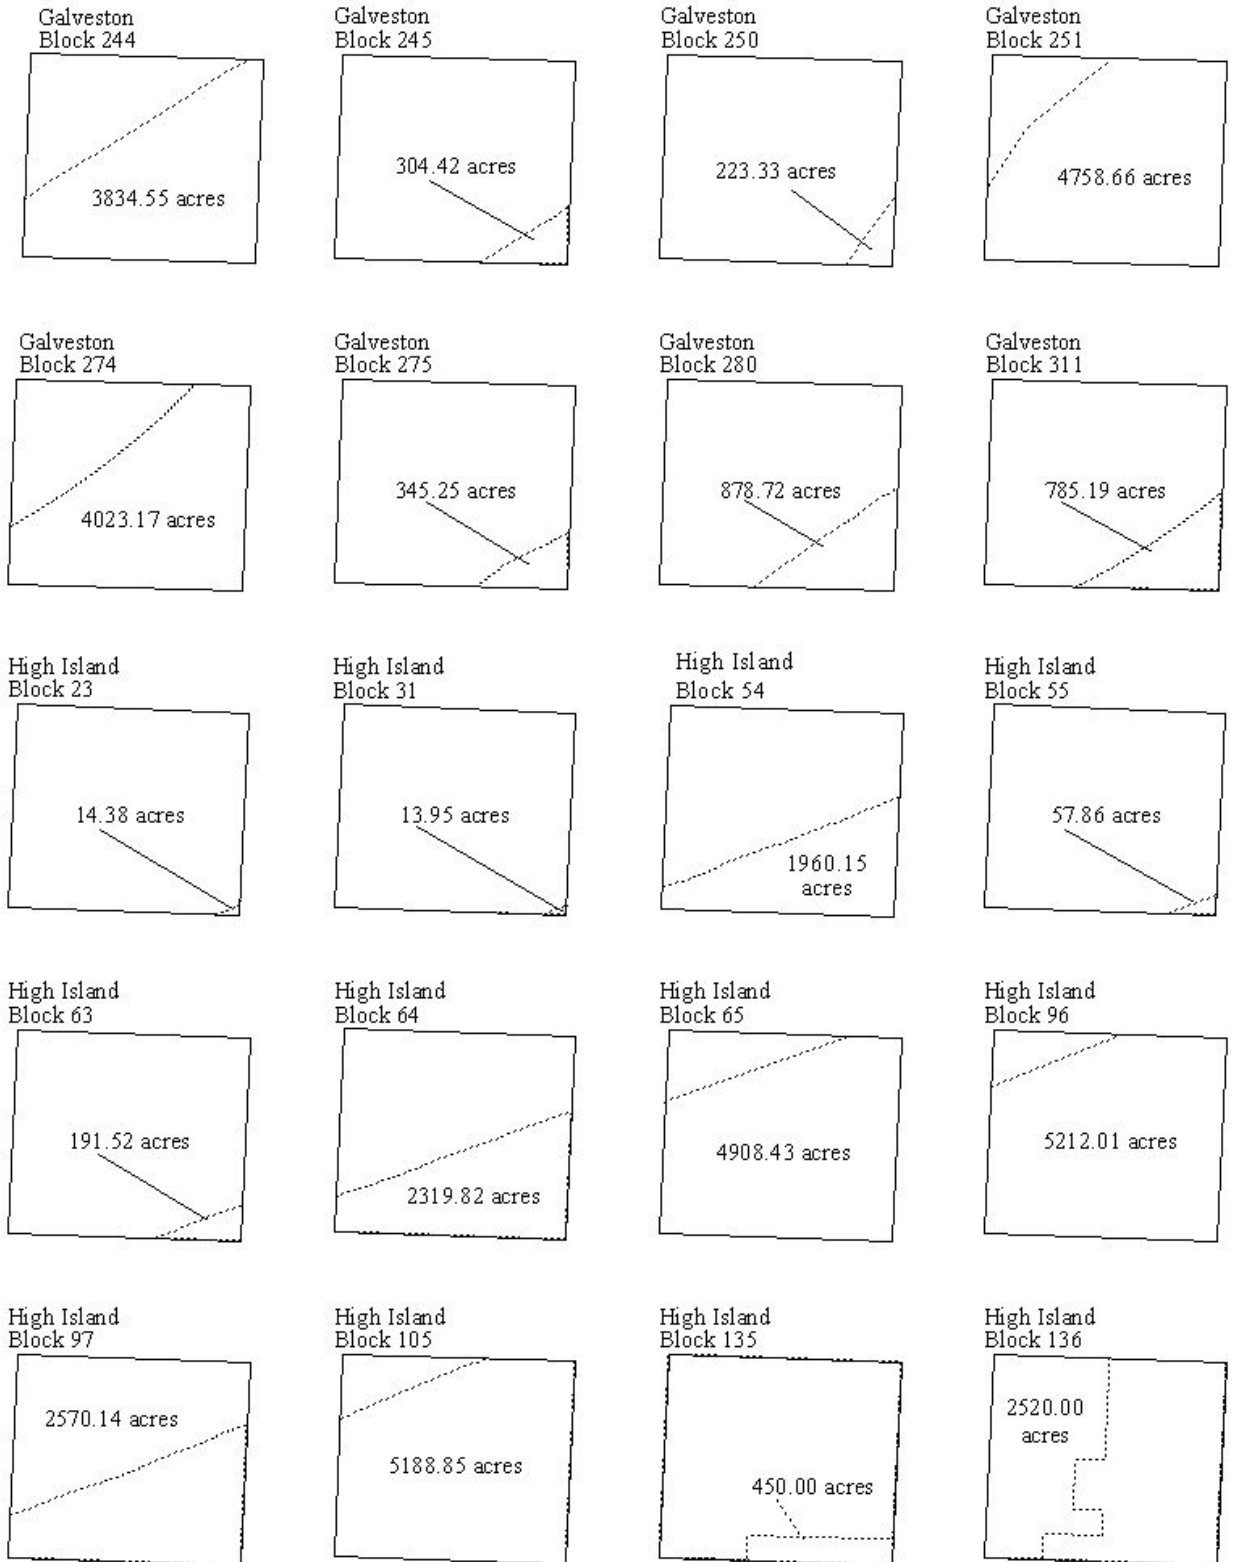 Galveston
Block 244
3834.55 acres
Galveston
Block 245
304.42 acres
Galveston
Block 250
223.33 acres
Galveston
Block 251
4758.66 acres
Galveston
Block 274
4023.17 acres
Galveston
Block 275
345.25 acres
Galveston
Block 280
878.72 acres
Galveston
Block 311
785.19 acres
High Island
Block 23
14.38 acres
High Island
Block 31
13.95 acres
High Island
Block 54
1960.15
acres
High Island
Block 55
57.86 acres
High Island
Block 63
191.52 acres
High Island
Block 64
2319.82 acres
High Island
Block 65
4908.43 acres
High Island
Block 96
5212.01 acres
High Island
Block 97
2570.14 acres
High Island
Block 105
5188.85 acres
High Island
Block 135
450.00 acres
High Island
Block 136
2520.00
acres